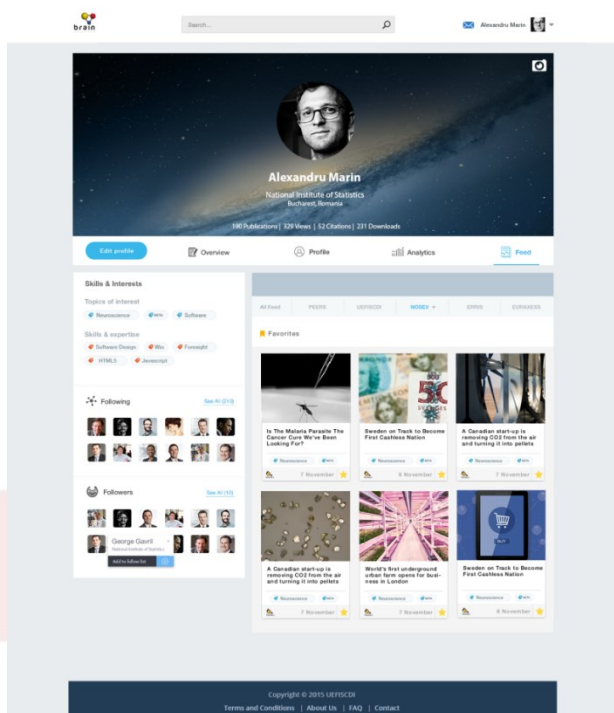 brain
Search...
Alexandru Marin
Alexandru Marin
National Institute of Statistics
Bucharest, Romania
190 Publications | 329 Views | 52 Citations | 231 Downloads
Edit profile
Overview
Profile
Analytics
Feed
Skills & Interests
Topics of interest
Neuroscience
Software
Skills & expertise
Software Design
Win
Foresight
HTML5
Javascript
Following
See All (210)
Followers
George Gavril
National Institute of Statistics
Add to follow list
All Feed
UEFISCDI
EURAXESS
Favorites
Is The Malaria Parasite The
Cancer Cure We've Been
Looking For?
Neuroscience
7 November
Sweden on Track to Become
First Cashless Nation
Neuroscience
6 November
A Canadian start-up is
removing CO2 from the air
and turning it into pellets
Neuroscience
7 November
A Canadian start-up is
removing CO2 from the air
and turning it into pellets
Neuroscience
7 November
World's first underground
urban farm opens for busi-
ness in London
Neuroscience
7 November
Sweden on Track to Become
First Cashless Nation
Neuroscience
November
Copyright © 2015 UEFISCDI
Terms and Conditions | About Us | FAQ | Contact